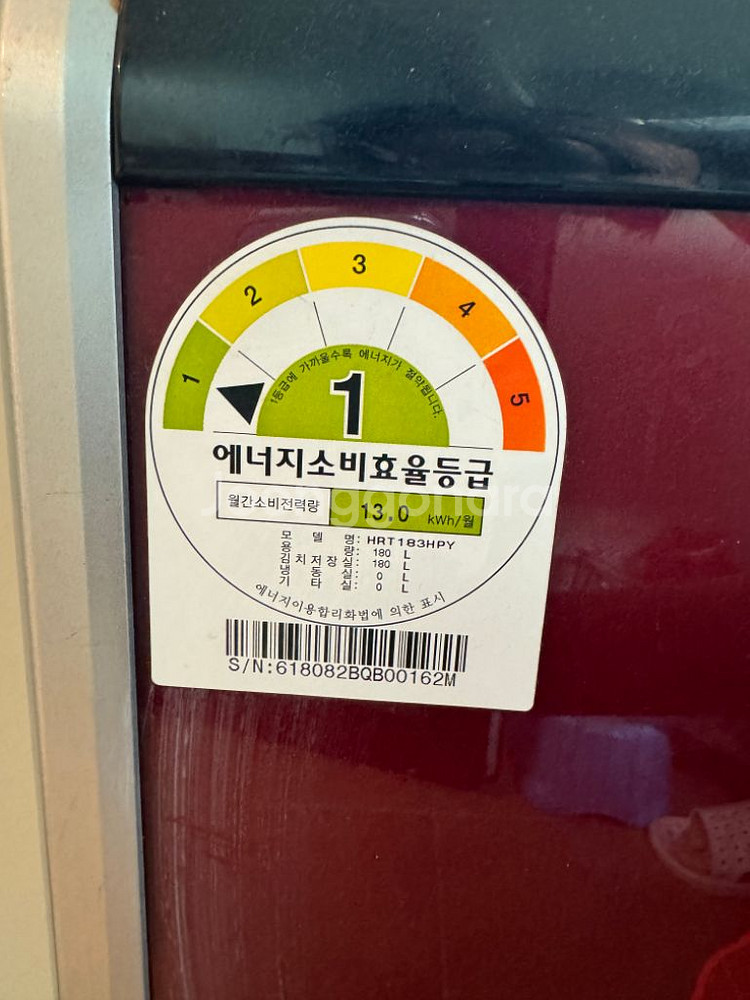 1 2 3 4 5
1등급에 가까울수록 에너지가 절약됩니다.
1
에너지소비효율등급
월간소비전력량 13.0 kWh/월
모 델 명: HRT183HPY
용 량: 180 L
김치저장실: 180 L
냉 동 실: 0 L
기 타 실: 0 L
에너지이용합리화법에 의한 표시
S/N:618082BQB00162M